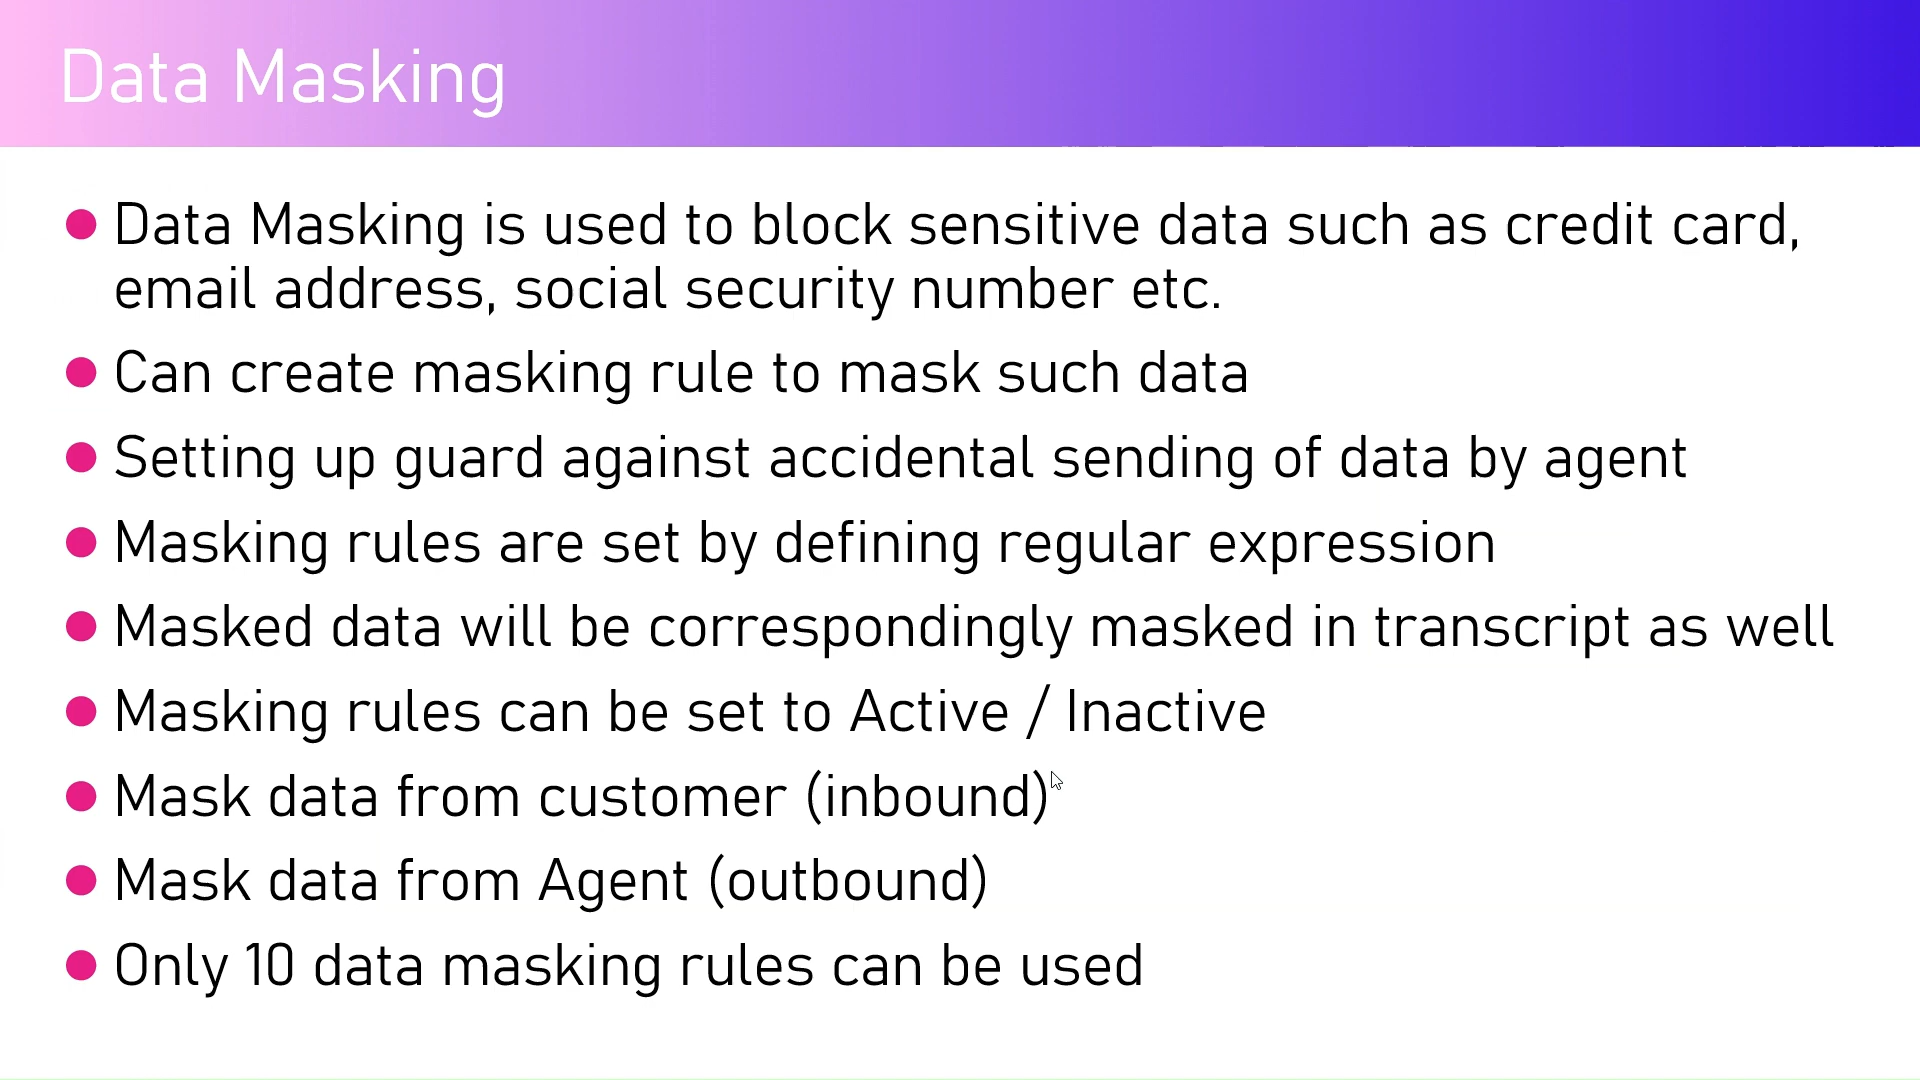 Data Masking
Data Masking is used to block sensitive data such as credit card,
email address, social security number etc.
Can create masking rule to mask such data
Setting up guard against accidental sending of data by agent
Masking rules are set by defining regular expression
Masked data will be correspondingly masked in transcript as well
Masking rules can be set to Active / Inactive
Mask data from customer (inbound)
Mask data from Agent (outbound)
Only 10 data masking rules can be used